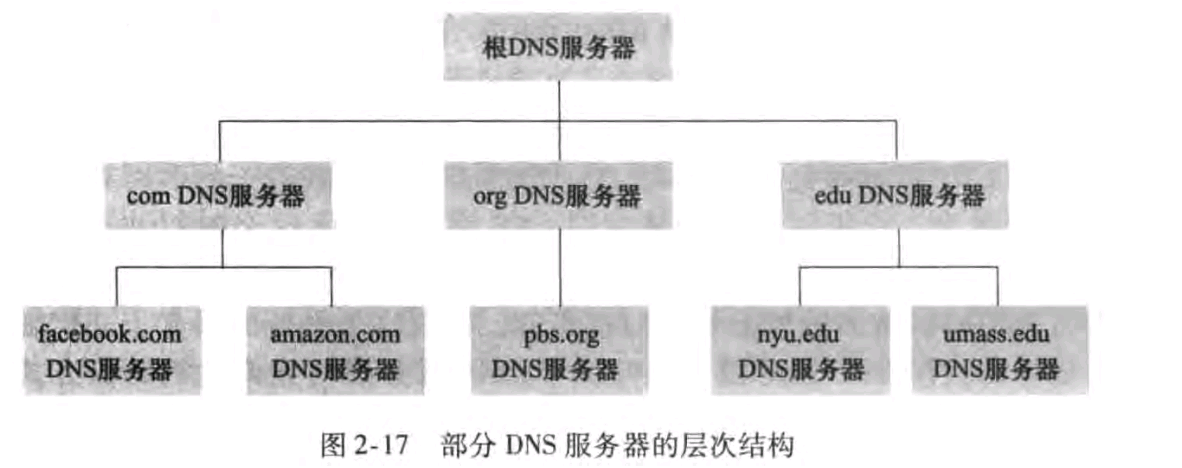 根DNS服务器
com DNS服务器
org DNS服务器
edu DNS服务器
facebook.com
DNS服务器
amazon.com
DNS服务器
pbs.org
DNS服务器
nyu.edu
DNS服务器
umass.edu
DNS服务器
图 2-17 部分 DNS 服务器的层次结构